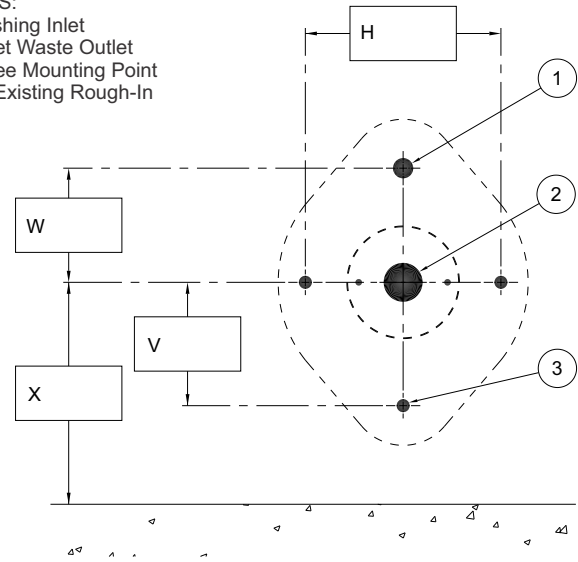 S:
shing Inlet
et Waste Outlet
ee Mounting Point
Existing Rough-In
H
1
2
W
V
X
3